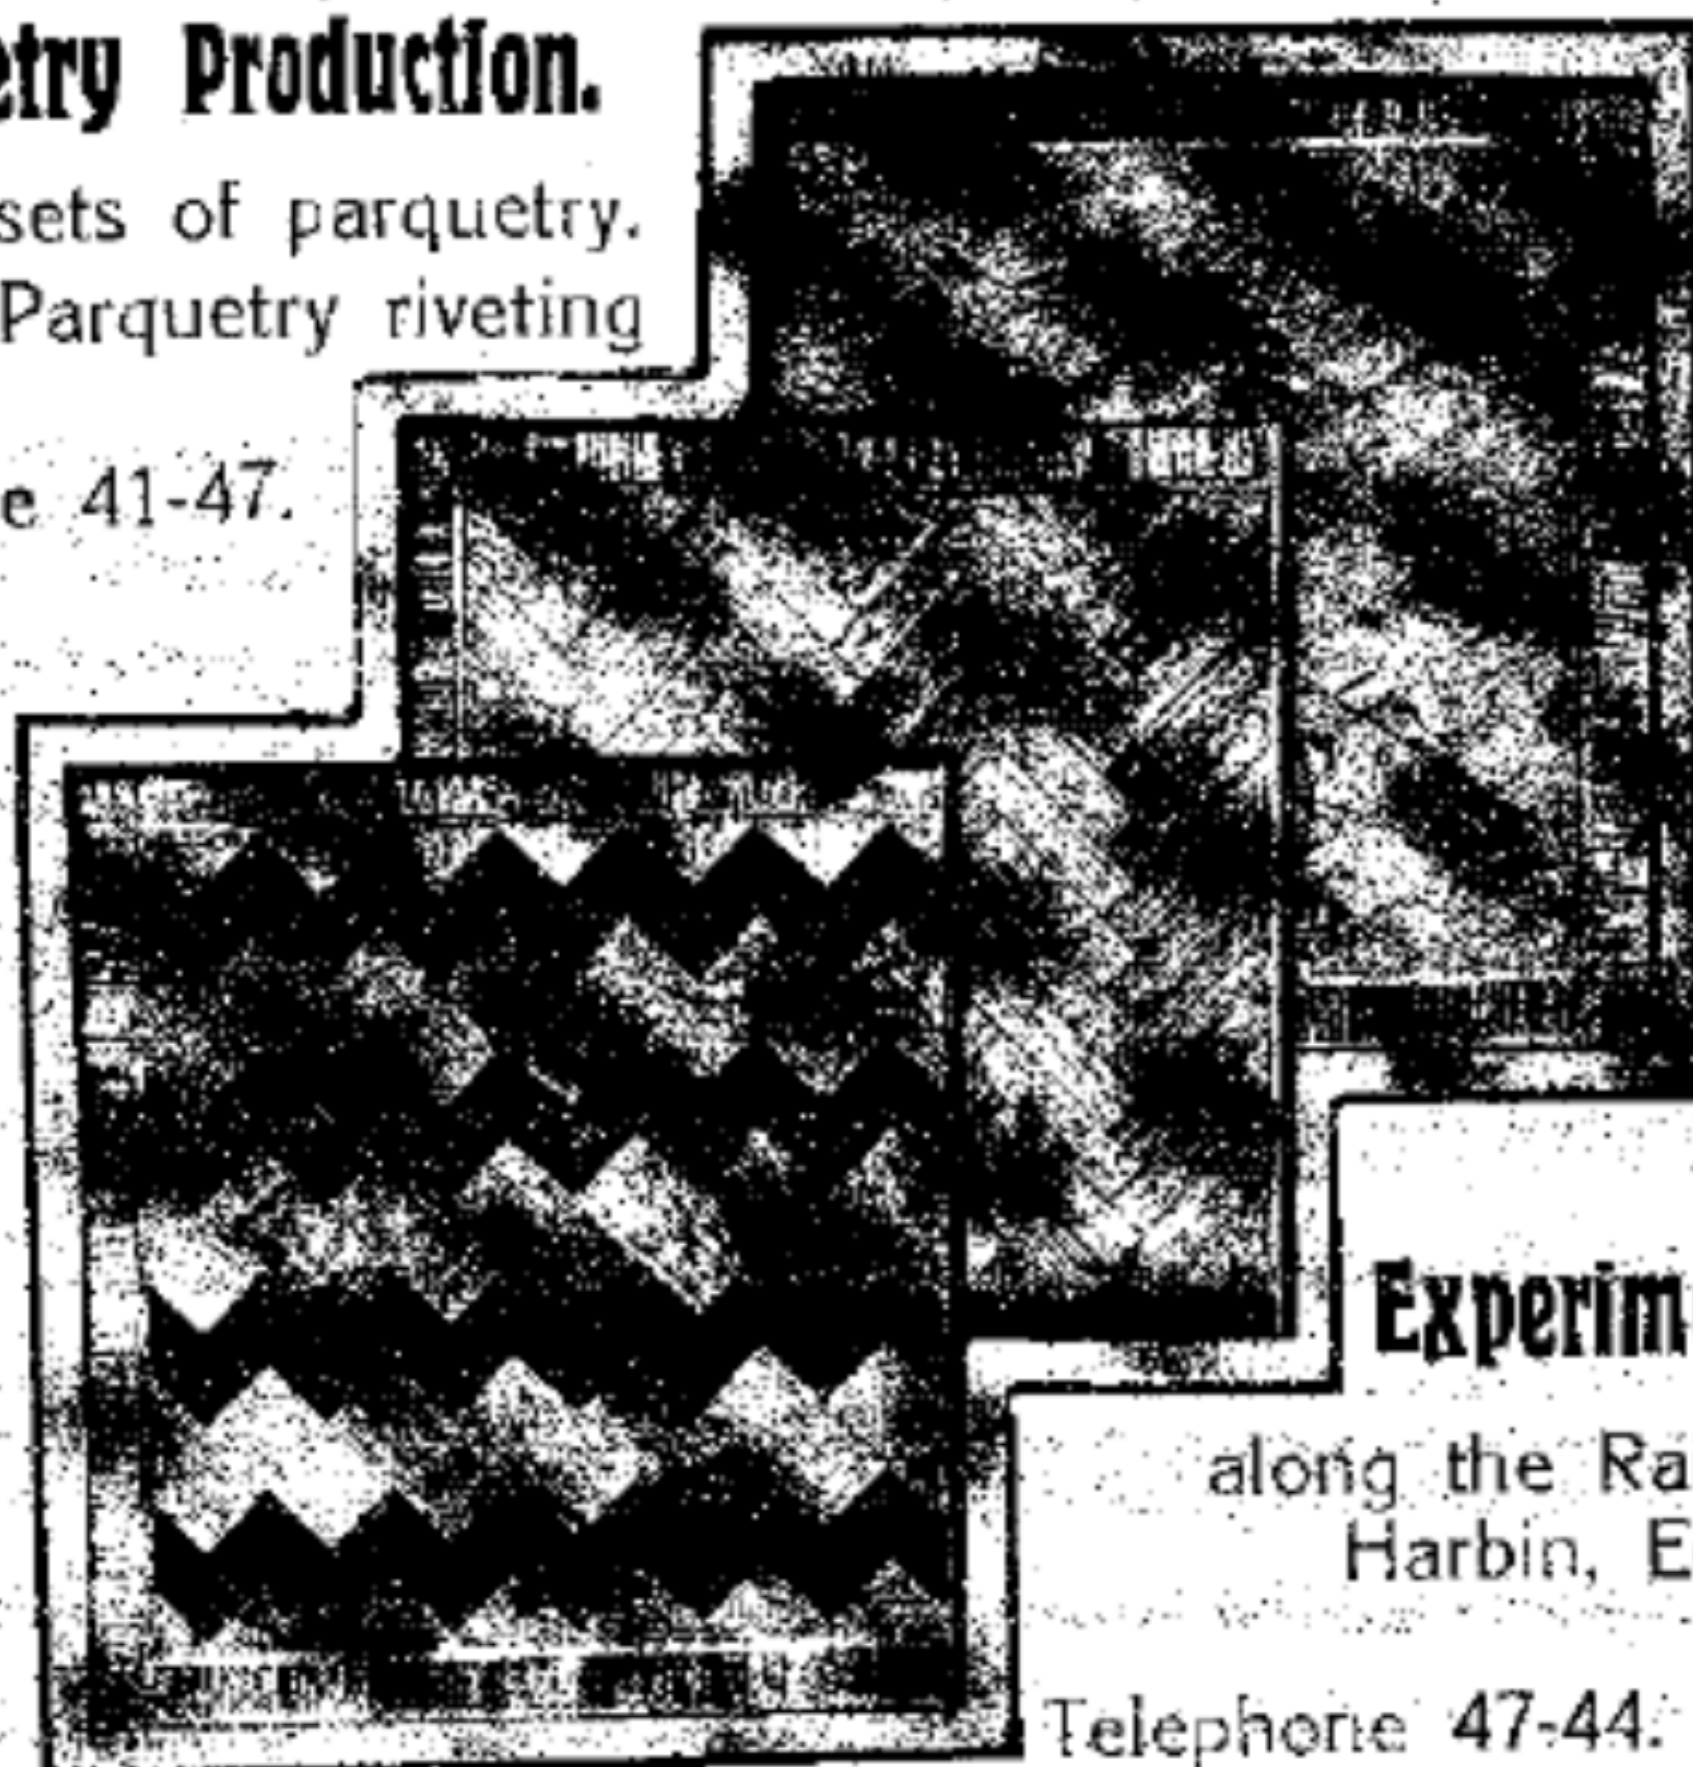 etry Production.
sets of parquetry.
Parquetry riveting
e 41-47.
Experim
along the Ra
Harbin, E
Telephone 47-44.